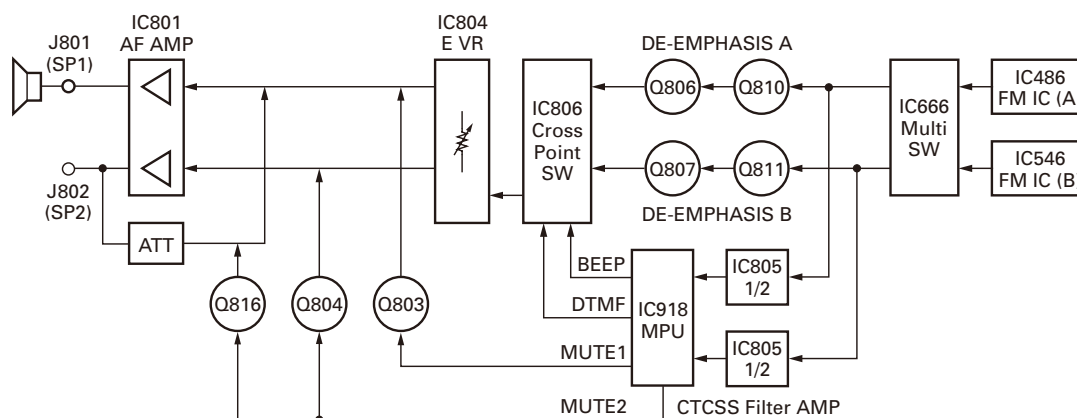 IC801
AF AMP
J801
(SP1)
J802
(SP2)
ATT
IC804
E VR
IC806
Cross
Point
SW
DE-EMPHASIS A
Q806
Q810
Q807
Q811
DE-EMPHASIS B
IC666
Multi
SW
IC486
FM IC (A
IC546
FM IC (B
Q816
Q804
Q803
BEEP
DTMF
MUTE1
MUTE2
IC918
MPU
IC805
1/2
IC805
1/2
CTCSS Filter AMP